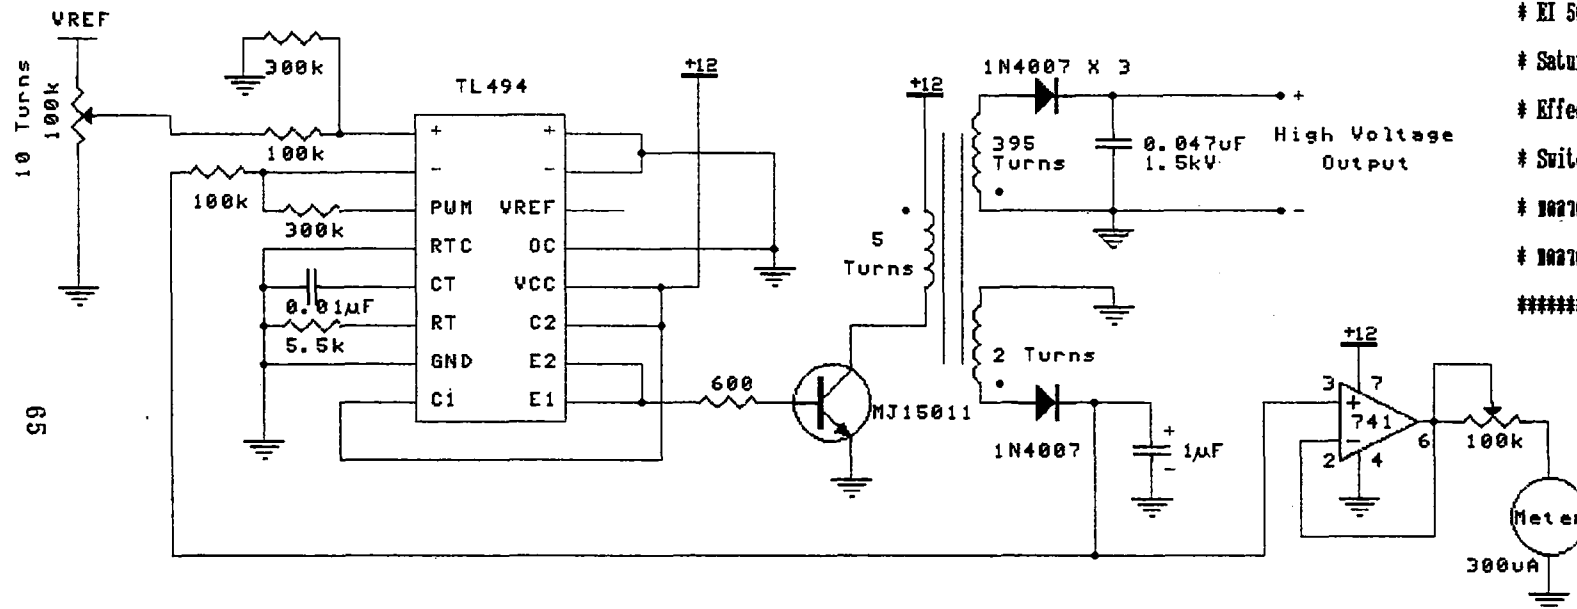 VREF
10 Turns
100k
300k
100k
100k
300k
TL494
+
-
PWM
RTC
CT
RT
GND
Ci
+
-
VREF
OC
VCC
C2
E2
E1
0.01µF
5.5k
+12
600
MJ15011
+12
5
Turns
1N4007 X 3
395
Turns
0.047uF
1.5kV
+
High Voltage
Output
-
2 Turns
1N4007
+
1µF
-
+12
3
7
+
741
-
6
2
4
100k
Meter
300uA
65
* EI
*
*
*
*
*
*******